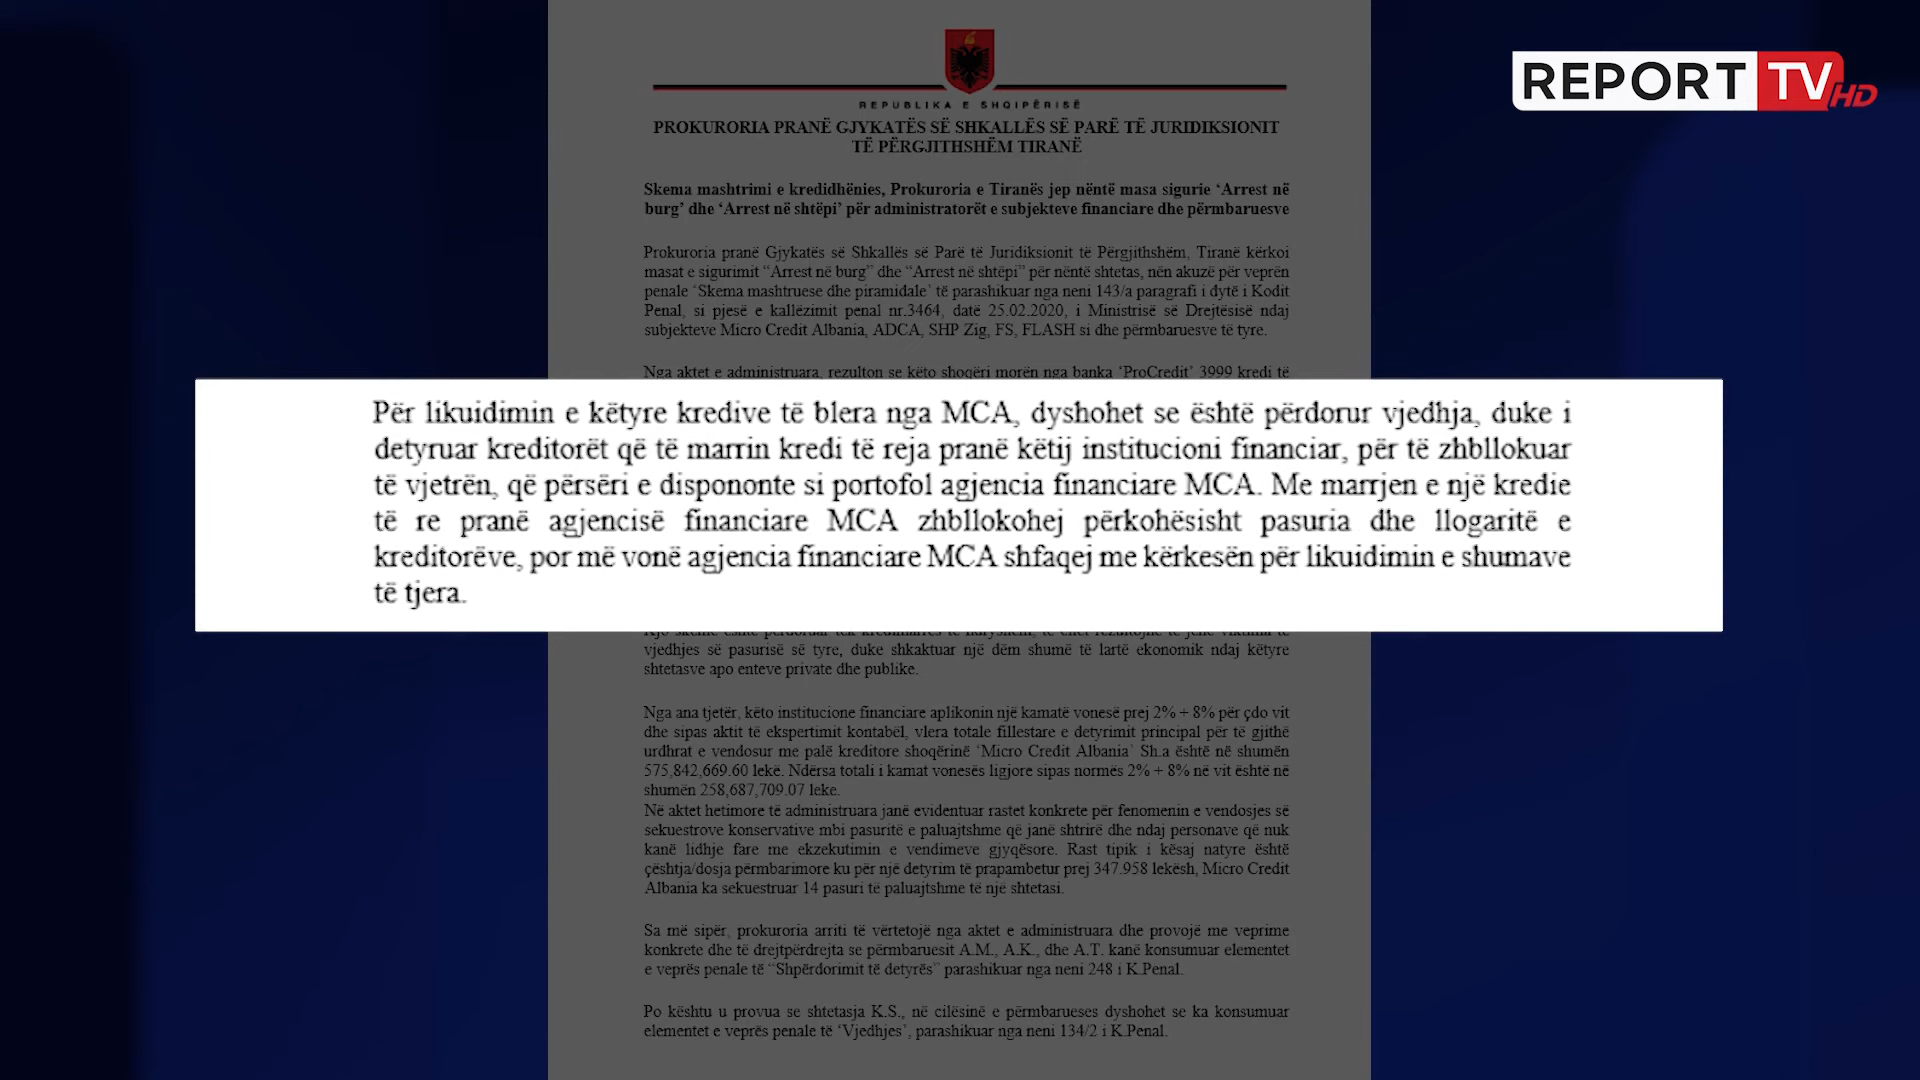 REPORT TV HD
REPUBLIKA E SHQIPËRISË
PROKURORIA PRANË GJYKATËS SË SHKALLËS SË PARË TË JURIDIKSIONIT
TË PËRGJITHSHËM TIRANË
Skema mashtrimi e kredidhënies, Prokuroria e Tiranës jep nëntë masa sigurie ‘Arrest në
burg’ dhe ‘Arrest në shtëpi’ për administratorët e subjekteve financiare dhe përmbaruesve
Prokuroria pranë Gjykatës së Shkallës së Parë të Juridiksionit të Përgjithshëm, Tiranë kërkoi
masat e sigurimit “Arrest në burg” dhe “Arrest në shtëpi” për nëntë shtetas, nën akuzë për veprën
penale ‘Skema mashtruese dhe piramidale’ të parashikuar nga neni 143/a paragrafi i dytë i Kodit
Penal, si pjesë e kallëzimit penal nr.3464, datë 25.02.2020, i Ministrisë së Drejtësisë ndaj
subjekteve Micro Credit Albania, ADCA, SHP Zig, FS, FLASH si dhe përmbaruesve të tyre.
Nga aktet e administruara, rezulton se këto shoqëri morën nga banka ‘ProCredit’ 3999 kredi të
Për likuidimin e këtyre kredive të blera nga MCA, dyshohet se është përdorur vjedhja, duke i
detyruar kreditorët që të marrin kredi të reja pranë këtij institucioni financiar, për të zhbllokuar
të vjetrën, që përsëri e dispononte si portofol agjencia financiare MCA. Me marrjen e një kredie
të re pranë agjencisë financiare MCA zhbllokohej përkohësisht pasuria dhe llogaritë e
kreditorëve, por më vonë agjencia financiare MCA shfaqej me kërkesën për likuidimin e shumave
të tjera.
vjedhjes së pasurisë së tyre, duke shkaktuar një dëm shumë të lartë ekonomik ndaj këtyre
shtetasve apo enteve private dhe publike.
Nga ana tjetër, këto institucione financiare aplikonin një kamatë vonesë prej 2% + 8% për çdo vit
dhe sipas aktit të ekspertimit kontabël, vlera totale fillestare e detyrimit principal për të gjithë
urdhrat e vendosur me palë kreditore shoqërinë ‘Micro Credit Albania’ Sh.a është në shumën
575,842,669.60 lekë. Ndërsa totali i kamat vonesës ligjore sipas normës 2% + 8% në vit është në
shumën 258,687,709.07 leke.
Në aktet hetimore të administruara janë evidentuar rastet konkrete për fenomenin e vendosjes së
sekuestrove konservative mbi pasuritë e paluajtshme që janë shtrirë dhe ndaj personave që nuk
kanë lidhje fare me ekzekutimin e vendimeve gjyqësore. Rast tipik i kësaj natyre është
çështja/dosja përmbarimore ku për një detyrim të prapambetur prej 347.958 lekësh, Micro Credit
Albania ka sekuestruar 14 pasuri të paluajtshme të një shtetasi.
Sa më sipër, prokuroria arriti të vërtetojë nga aktet e administruara dhe provojë me veprime
konkrete dhe të drejtpërdrejta se përmbaruesit A.M., A.K., dhe A.T. kanë konsumuar elementet
e veprës penale të “Shpërdorimit të detyrës” parashikuar nga neni 248 i K.Penal.
Po kështu u provua se shtetasja K.S., në cilësinë e përmbarueses dyshohet se ka konsumuar
elementet e veprës penale të ‘Vjedhjes’, parashikuar nga neni 134/2 i K.Penal.